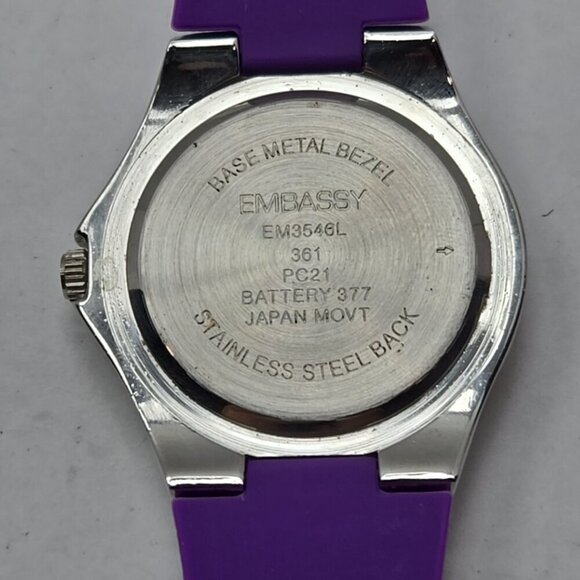 BASE METAL BEZEL
EMBASSY
EM3546L
361
PC21
BATTERY 377
JAPAN MOVT
STAINLESS STEEL BACK